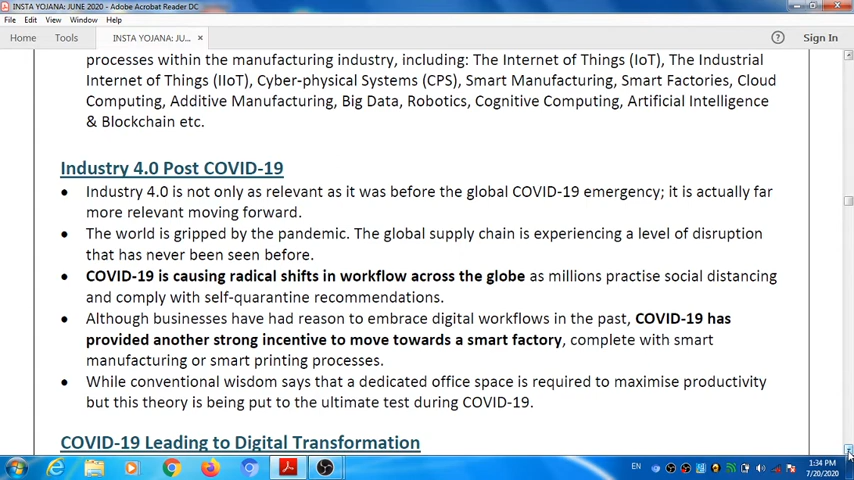 INSTA YOJANA: JUNE 2020 - Adobe Acrobat Reader DC
File Edit View Window Help
Home Tools INSTA YOJANA: JU... × Sign In
processes within the manufacturing industry, including: The Internet of Things (IoT), The Industrial
Internet of Things (IIoT), Cyber-physical Systems (CPS), Smart Manufacturing, Smart Factories, Cloud
Computing, Additive Manufacturing, Big Data, Robotics, Cognitive Computing, Artificial Intelligence
& Blockchain etc.
Industry 4.0 Post COVID-19
• Industry 4.0 is not only as relevant as it was before the global COVID-19 emergency; it is actually far
more relevant moving forward.
• The world is gripped by the pandemic. The global supply chain is experiencing a level of disruption
that has never been seen before.
• COVID-19 is causing radical shifts in workflow across the globe as millions practise social distancing
and comply with self-quarantine recommendations.
• Although businesses have had reason to embrace digital workflows in the past, COVID-19 has
provided another strong incentive to move towards a smart factory, complete with smart
manufacturing or smart printing processes.
• While conventional wisdom says that a dedicated office space is required to maximise productivity
but this theory is being put to the ultimate test during COVID-19.
COVID-19 Leading to Digital Transformation
EN
1:34 PM
7/20/2020